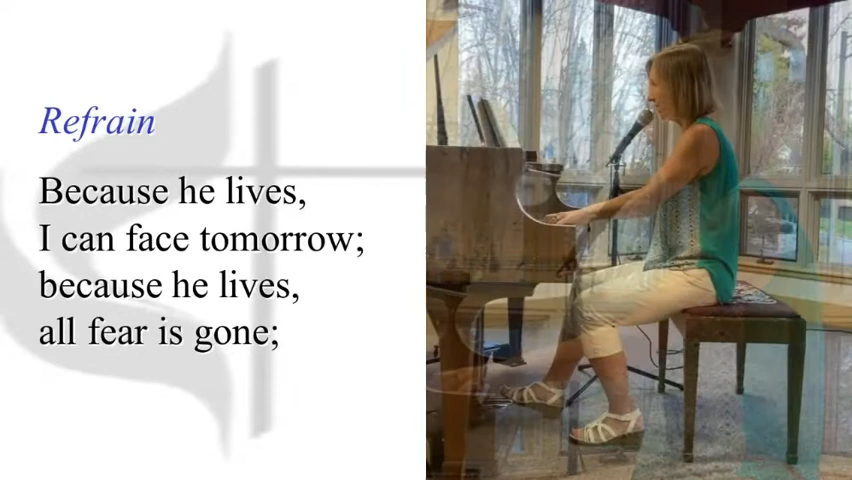 Refrain
Because he lives,
I can face tomorrow;
because he lives,
all fear is gone;